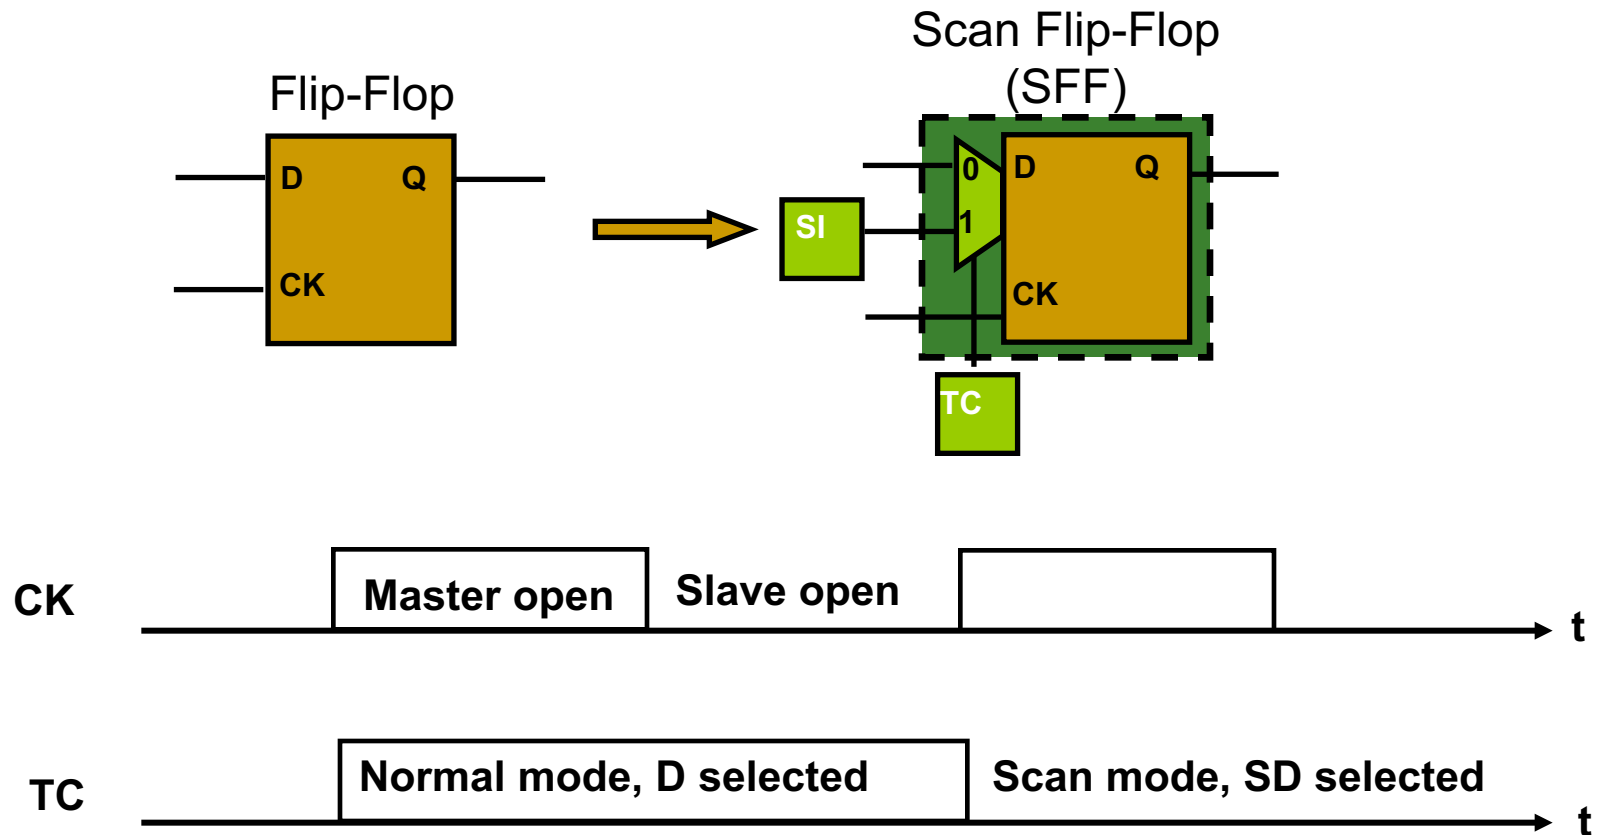 Scan Flip-Flop
(SFF)
Flip-Flop
D Q
CK
SI
0 D Q
1
CK
TC
CK Master open Slave open t
TC Normal mode, D selected Scan mode, SD selected t